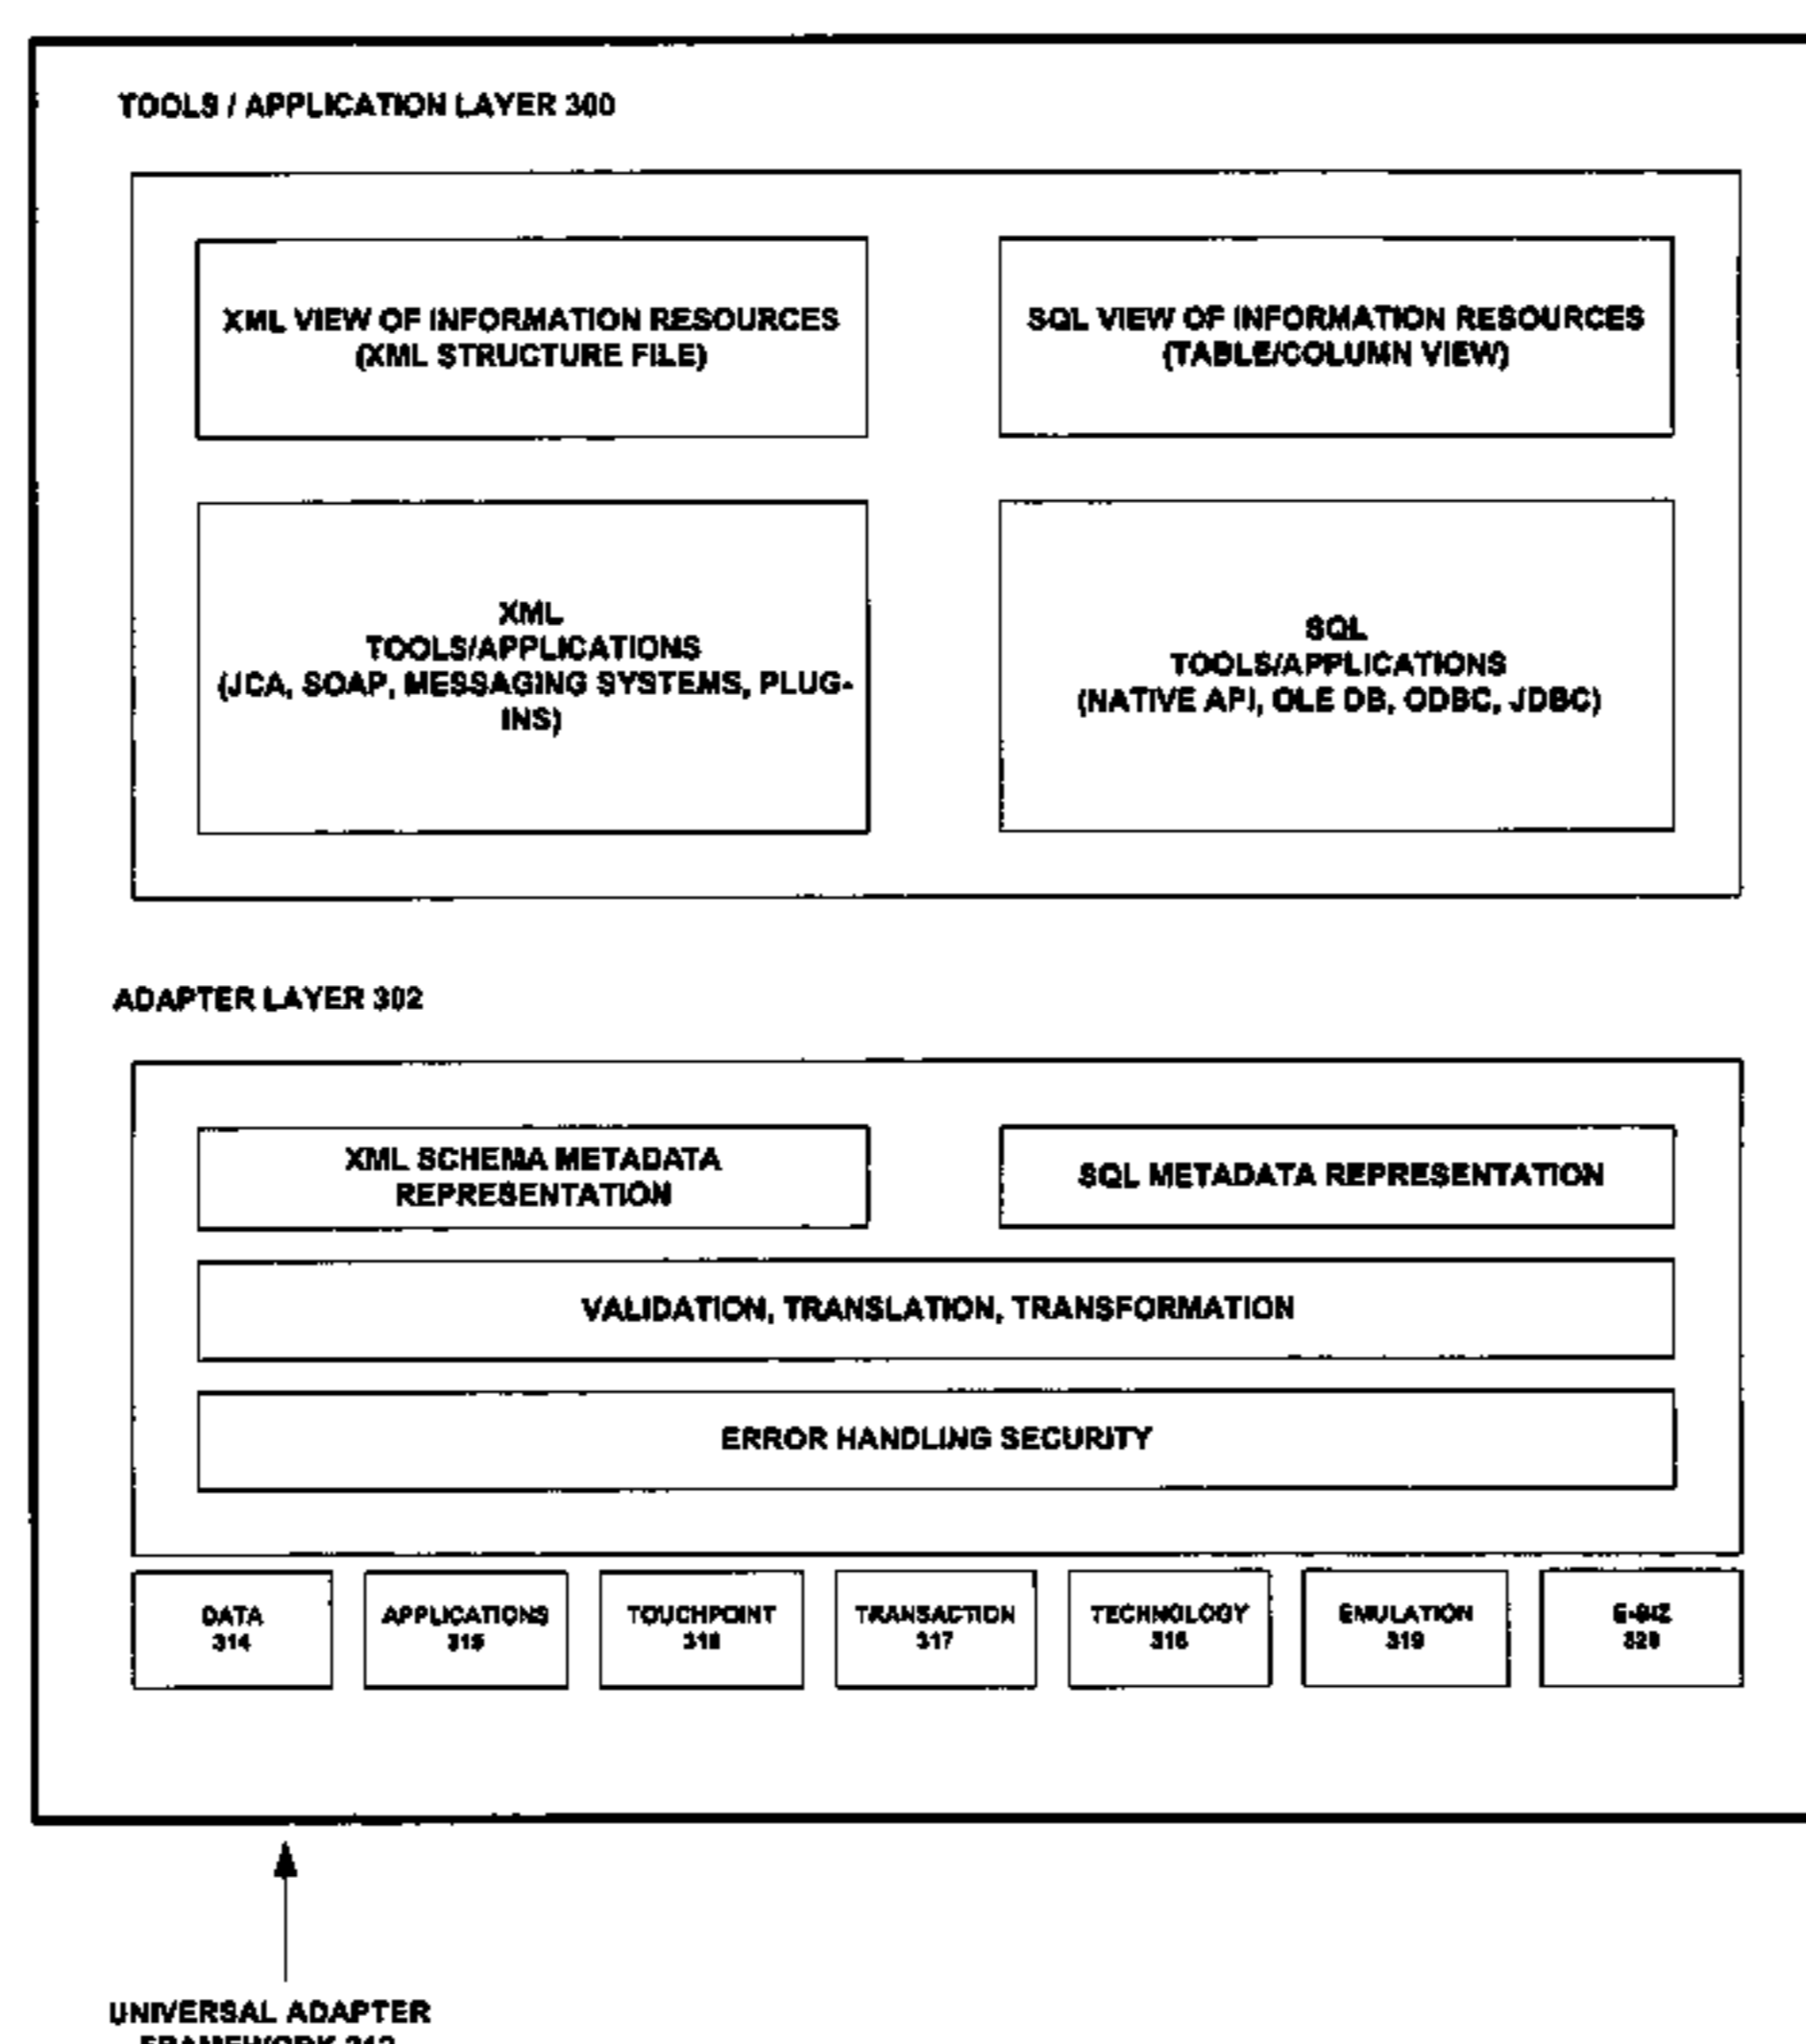 TOOLS / APPLICATION LAYER 300
XML VIEW OF INFORMATION RESOURCES
(XML STRUCTURE FILE)
SQL VIEW OF INFORMATION RESOURCES
(TABLE/COLUMN VIEW)
XML
TOOLS/APPLICATIONS
(JCA, SOAP, MESSAGING SYSTEMS, PLUG-
INS)
SQL
TOOLS/APPLICATIONS
(NATIVE API, OLE DB, ODBC, JDBC)
ADAPTER LAYER 302
XML SCHEMA METADATA
REPRESENTATION
SQL METADATA REPRESENTATION
VALIDATION, TRANSLATION, TRANSFORMATION
ERROR HANDLING SECURITY
DATA
314
APPLICATIONS
315
TOUCHPOINT
TRANSACTION
317
TECHNOLOGY
EMULATION
319
E-BIZ
UNIVERSAL ADAPTER
FRAMEWORK